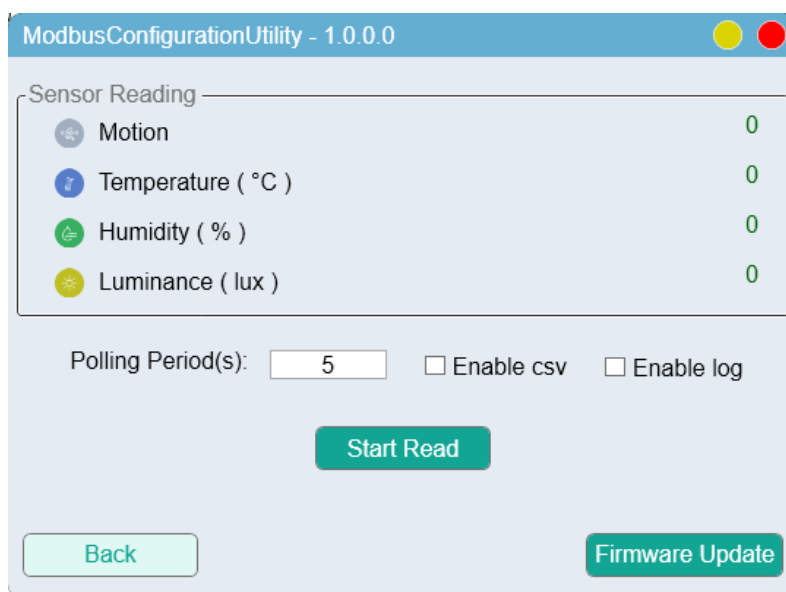 ModbusConfigurationUtility - 1.0.0.0
Sensor Reading
Motion 0
Temperature ( °C ) 0
Humidity ( % ) 0
Luminance ( lux ) 0
Polling Period(s): 5 Enable csv Enable log
Start Read
Back Firmware Update